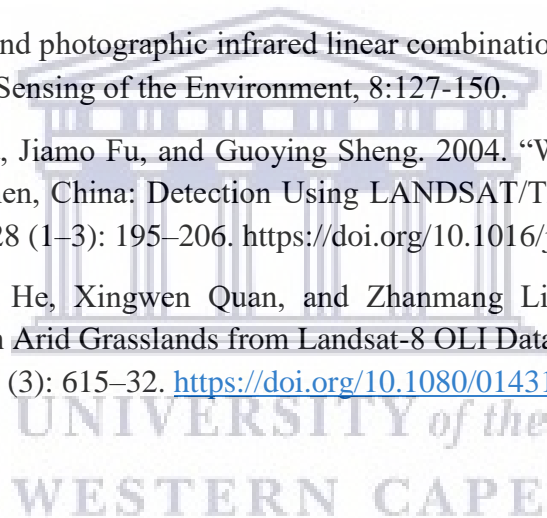 nd photographic infrared linear combinatio
Sensing of the Environment, 8:127-150.
, Jiamo Fu, and Guoying Sheng. 2004. “W
en, China: Detection Using LANDSAT/T
28 (1–3): 195–206. https://doi.org/10.1016/j
He, Xingwen Quan, and Zhanmang Li
n Arid Grasslands from Landsat-8 OLI Data
(3): 615–32. https://doi.org/10.1080/01431
UNIVERSITY of the
WESTERN CAPE